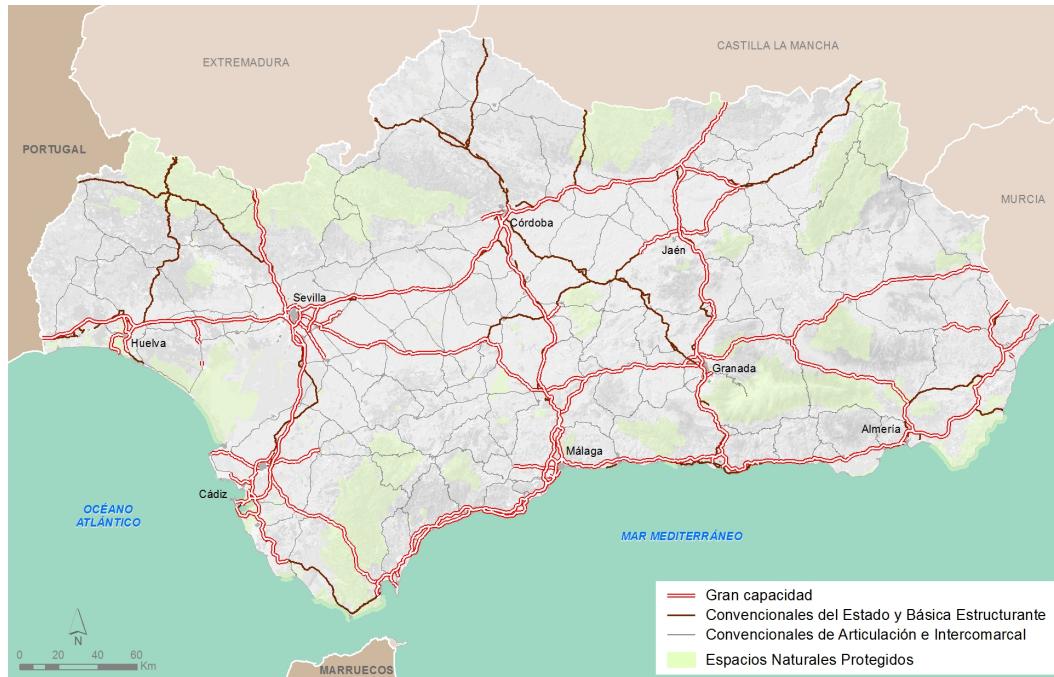 EXTREMADURA
CASTILLA LA MANCHA
PORTUGAL
MURCIA
Córdoba
Jaén
Sevilla
Huelva
Granada
Almería
Málaga
Cádiz
OCÉANO
ATLÁNTICO
MAR MEDITERRÁNEO
Gran capacidad
Convencionales del Estado y Básica Estructurante
Convencionales de Articulación e Intercomarcal
Espacios Naturales Protegidos
N
0 20 40 60
Km
MARRUECOS